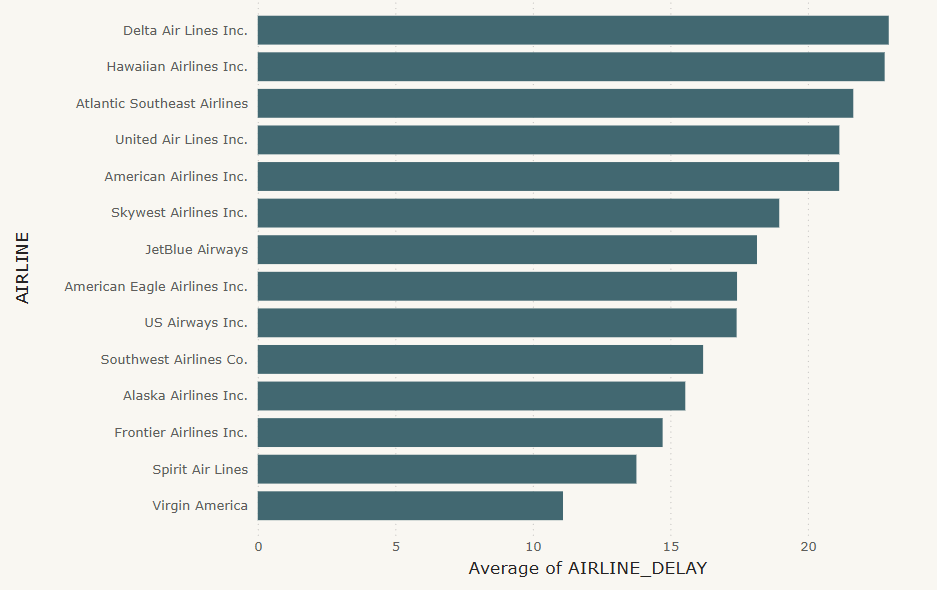 Delta Air Lines Inc.
Hawaiian Airlines Inc.
Atlantic Southeast Airlines
United Air Lines Inc.
American Airlines Inc.
Skywest Airlines Inc.
JetBlue Airways
American Eagle Airlines Inc.
US Airways Inc.
Southwest Airlines Co.
Alaska Airlines Inc.
Frontier Airlines Inc.
Spirit Air Lines
Virgin America
AIRLINE
0 5 10 15 20
Average of AIRLINE_DELAY